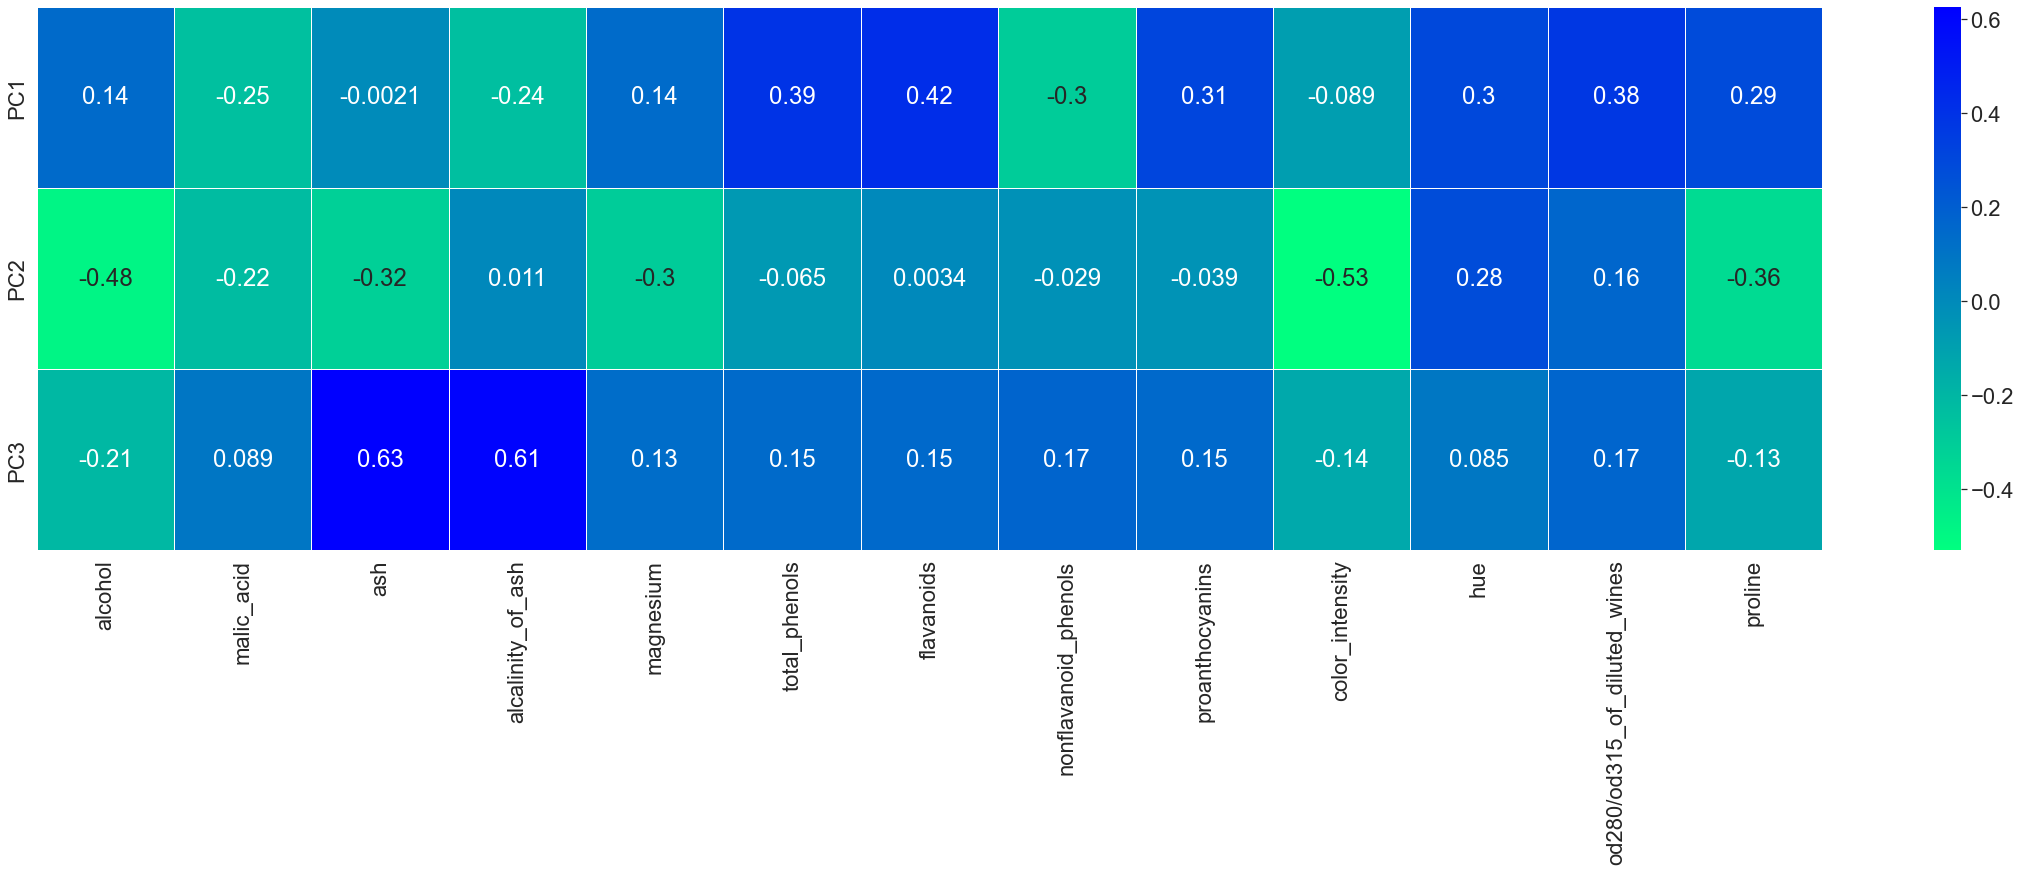 PC1
0.14 -0.25 -0.0021 -0.24 0.14 0.39 0.42 -0.3 0.31 -0.089 0.3 0.38 0.29
PC2
-0.48 -0.22 -0.32 0.011 -0.3 -0.065 0.0034 -0.029 -0.039 -0.53 0.28 0.16 -0.36
PC3
-0.21 0.089 0.63 0.61 0.13 0.15 0.15 0.17 0.15 -0.14 0.085 0.17 -0.13
alcohol
malic_acid
ash
alcalinity_of_ash
magnesium
total_phenols
flavanoids
nonflavanoid_phenols
proanthocyanins
color_intensity
hue
od280/od315_of_diluted_wines
proline
0.6
0.4
0.2
0.0
−0.2
−0.4